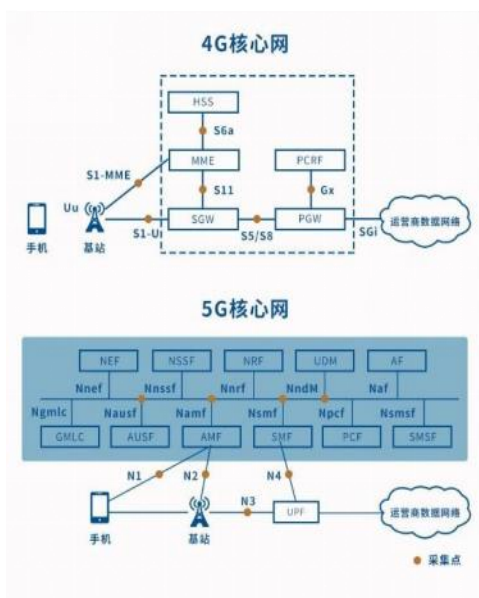 4G核心网
HSS
S6a
MME
PCRF
S1-MME
S11
Gx
Uu
SGW
PGW
运营商数据网络
手机
基站
S1-U
S5/S8
SGi
5G核心网
NEF
NSSF
NRF
UDM
AF
Nnef
Nnssf
Nnrf
NndM
Naf
Ngmlc
Nausf
Namf
Nsmf
Npcf
Nsmsf
GMLC
AUSF
AMF
SMF
PCF
SMSF
N1
N2
N4
N3
UPF
运营商数据网络
手机
基站
采集点